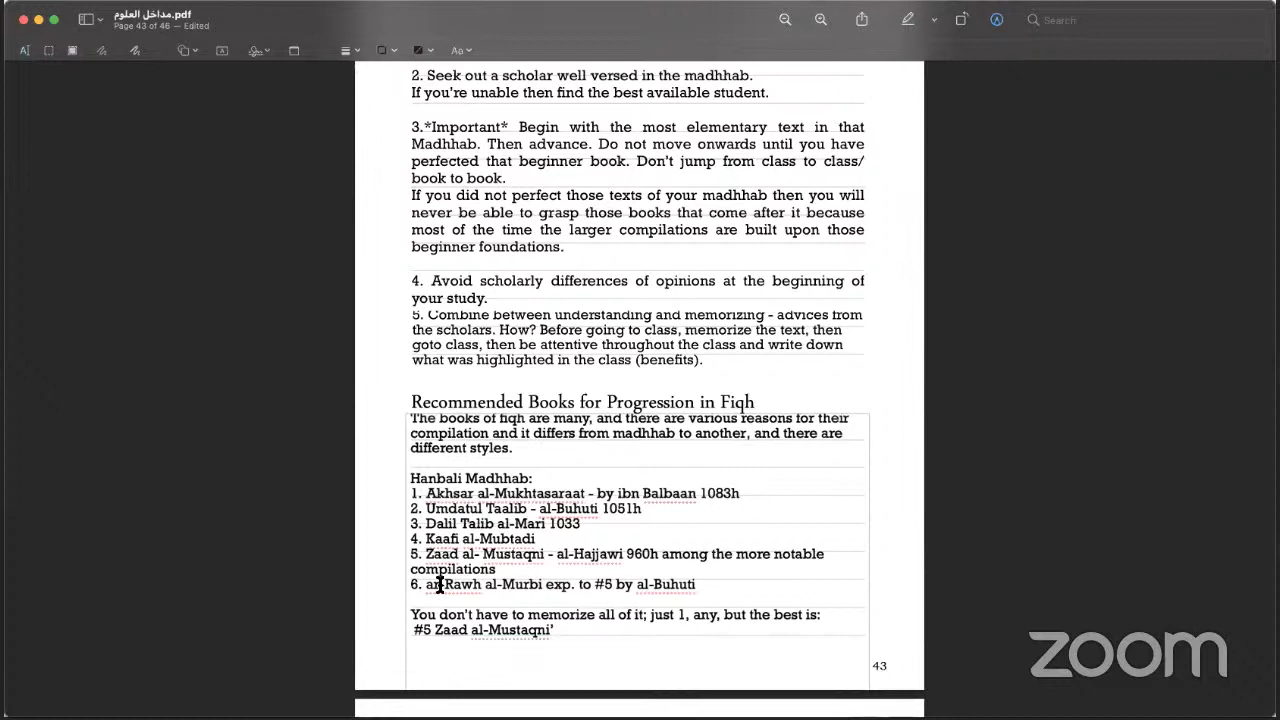 مداخل العلوم.pdf
Page 43 of 46 — Edited
Search
2. Seek out a scholar well versed in the madhhab.
If you're unable then find the best available student.
3.*Important* Begin with the most elementary text in that
Madhhab. Then advance. Do not move onwards until you have
perfected that beginner book. Don't jump from class to class/
book to book.
If you did not perfect those texts of your madhhab then you will
never be able to grasp those books that come after it because
most of the time the larger compilations are built upon those
beginner foundations.
4. Avoid scholarly differences of opinions at the beginning of
your study.
5. Combine between understanding and memorizing - advices from
the scholars. How? Before going to class, memorize the text, then
goto class, then be attentive throughout the class and write down
what was highlighted in the class (benefits).
Recommended Books for Progression in Fiqh
The books of fiqh are many, and there are various reasons for their
compilation and it differs from madhhab to another, and there are
different styles.
Hanbali Madhhab:
1. Akhsar al-Mukhtasaraat - by ibn Balbaan 1083h
2. Umdatul Taalib - al-Buhuti 1051h
3. Dalil Talib al-Mari 1033
4. Kaafi al-Mubtadi
5. Zaad al- Mustaqni - al-Hajjawi 960h among the more notable
compilations
6. ar-Rawh al-Murbi exp. to #5 by al-Buhuti
You don't have to memorize all of it; just 1, any, but the best is:
#5 Zaad al-Mustaqni'
43
zoom